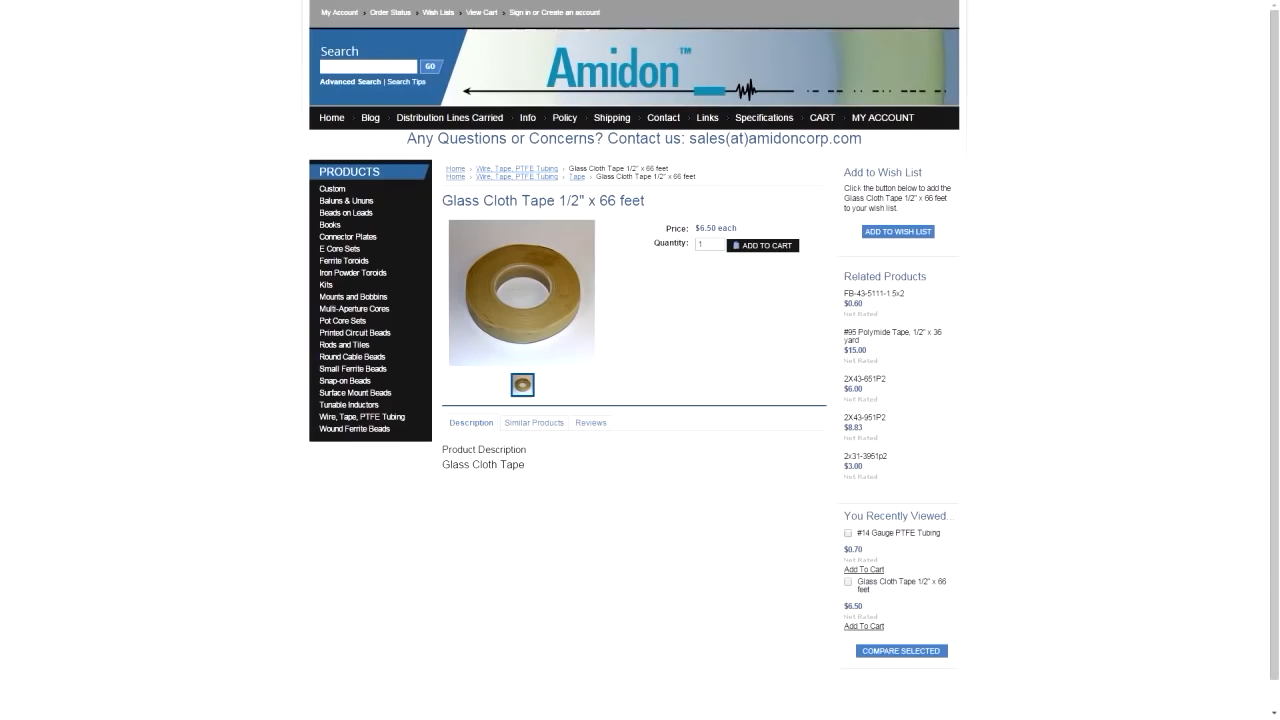 My Account Order Status Wish Lists View Cart Sign in or Create an account
Search
GO
Advanced Search | Search Tips
Amidon™
Home Blog Distribution Lines Carried Info Policy Shipping Contact Links Specifications CART MY ACCOUNT
Any Questions or Concerns? Contact us: sales(at)amidoncorp.com
PRODUCTS
Custom
Baluns & Ununs
Beads on Leads
Books
Connector Plates
E Core Sets
Ferrite Toroids
Iron Powder Toroids
Kits
Mounts and Bobbins
Multi-Aperture Cores
Pot Core Sets
Printed Circuit Beads
Rods and Tiles
Round Cable Beads
Small Ferrite Beads
Snap-on Beads
Surface Mount Beads
Tunable Inductors
Wire, Tape, PTFE Tubing
Wound Ferrite Beads
Home › Wire, Tape, PTFE Tubing › Glass Cloth Tape 1/2" x 66 feet
Home › Wire, Tape, PTFE Tubing › Tape › Glass Cloth Tape 1/2" x 66 feet
Glass Cloth Tape 1/2" x 66 feet
Price: $6.50 each
Quantity: 1 ADD TO CART
Description Similar Products Reviews
Product Description
Glass Cloth Tape
Add to Wish List
Click the button below to add the
Glass Cloth Tape 1/2" x 66 feet
to your wish list.
ADD TO WISH LIST
Related Products
FB-43-5111-1.5x2
$0.60
Not Rated
#95 Polymide Tape, 1/2" x 36
yard
$15.00
Not Rated
2X43-651P2
$6.00
Not Rated
2X43-951P2
$8.83
Not Rated
2x31-3951p2
$3.00
Not Rated
You Recently Viewed...
#14 Gauge PTFE Tubing
$0.70
Not Rated
Add To Cart
Glass Cloth Tape 1/2" x 66
feet
$6.50
Not Rated
Add To Cart
COMPARE SELECTED